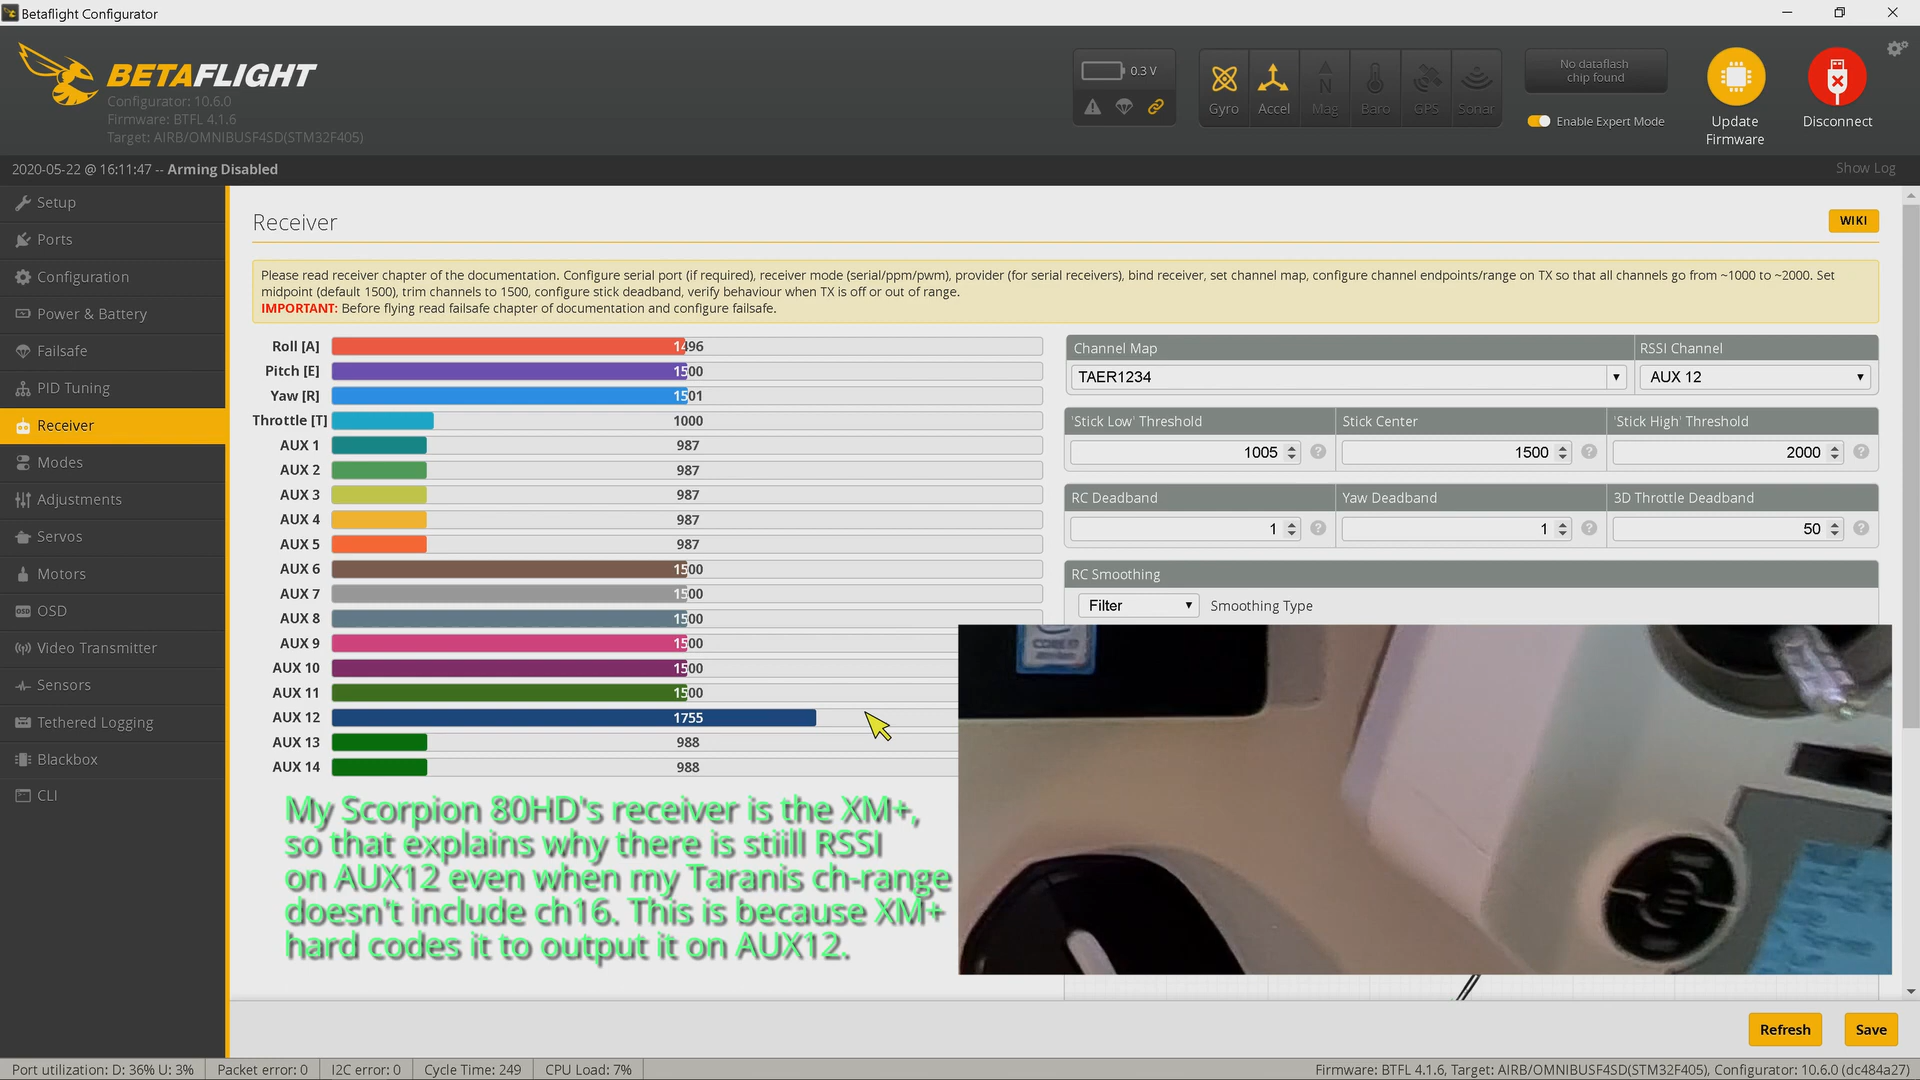 Betaflight Configurator
BETAFLIGHT
Configurator: 10.6.0
Firmware: BTFL 4.1.6
Target: AIRB/OMNIBUSF4SD(STM32F405)
0.3 V
Gyro
Accel
Mag
Baro
GPS
Sonar
No dataflash
chip found
Enable Expert Mode
Update
Firmware
Disconnect
2020-05-22 @ 16:11:47 -- Arming Disabled
Show Log
Setup
Ports
Configuration
Power & Battery
Failsafe
PID Tuning
Receiver
Modes
Adjustments
Servos
Motors
OSD
Video Transmitter
Sensors
Tethered Logging
Blackbox
CLI
Receiver
WIKI
Please read receiver chapter of the documentation. Configure serial port (if required), receiver mode (serial/ppm/pwm), provider (for serial receivers), bind receiver, set channel map, configure channel endpoints/range on TX so that all channels go from ~1000 to ~2000. Set
midpoint (default 1500), trim channels to 1500, configure stick deadband, verify behaviour when TX is off or out of range.
IMPORTANT: Before flying read failsafe chapter of documentation and configure failsafe.
Roll [A] 1496
Pitch [E] 1500
Yaw [R] 1501
Throttle [T] 1000
AUX 1 987
AUX 2 987
AUX 3 987
AUX 4 987
AUX 5 987
AUX 6 1500
AUX 7 1500
AUX 8 1500
AUX 9 1500
AUX 10 1500
AUX 11 1500
AUX 12 1755
AUX 13 988
AUX 14 988
Channel Map
RSSI Channel
TAER1234
AUX 12
'Stick Low' Threshold
Stick Center
'Stick High' Threshold
1005
1500
2000
RC Deadband
Yaw Deadband
3D Throttle Deadband
1
1
50
RC Smoothing
Filter
Smoothing Type
CORE i7
My Scorpion 80HD's receiver is the XM+,
so that explains why there is stiill RSSI
on AUX12 even when my Taranis ch-range
doesn't include ch16. This is because XM+
hard codes it to output it on AUX12.
Refresh
Save
Port utilization: D: 36% U: 3%
Packet error: 0
I2C error: 0
Cycle Time: 249
CPU Load: 7%
Firmware: BTFL 4.1.6, Target: AIRB/OMNIBUSF4SD(STM32F405), Configurator: 10.6.0 (dc484a27)